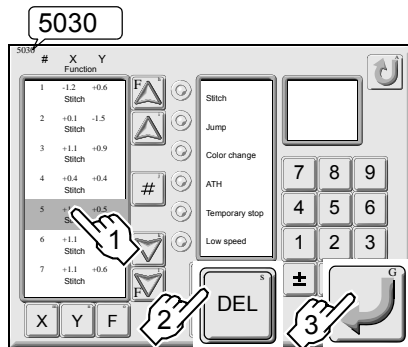 5030
5030
# X Y
Function
1 -1.2 +0.6
Stitch
2 +0.1 -1.5
Stitch
3 +1.1 +0.9
Stitch
4 +0.4 +0.4
Stitch
5 +0.5
6 +1.1
Stitch
7 +1.1 +0.6
Stitch
X Y F
F
#
F
Stitch
Jump
Color change
ATH
Temporary stop
Low speed
7 8 9
4 5 6
1 2 3
±
DEL
S
G
1
2
3